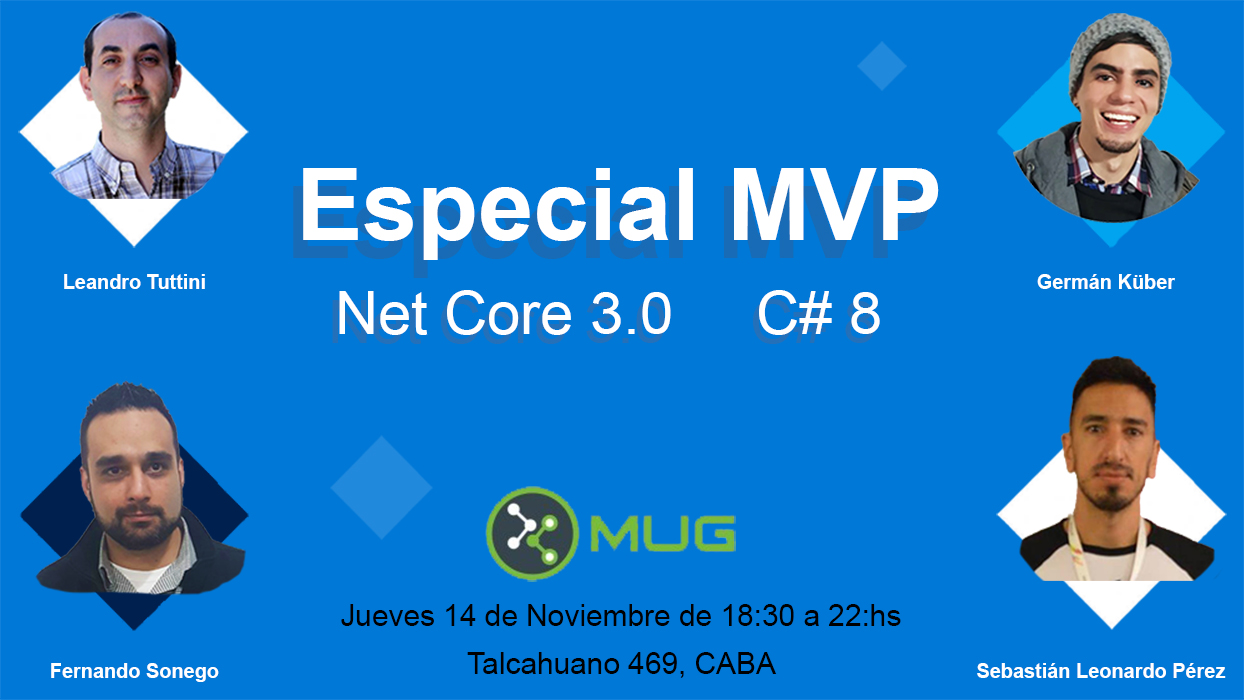 Especial MVP
Net Core 3.0 C# 8
Leandro Tuttini
Germán Küber
MUG
Jueves 14 de Noviembre de 18:30 a 22:hs
Talcahuano 469, CABA
Fernando Sonego
Sebastián Leonardo Pérez